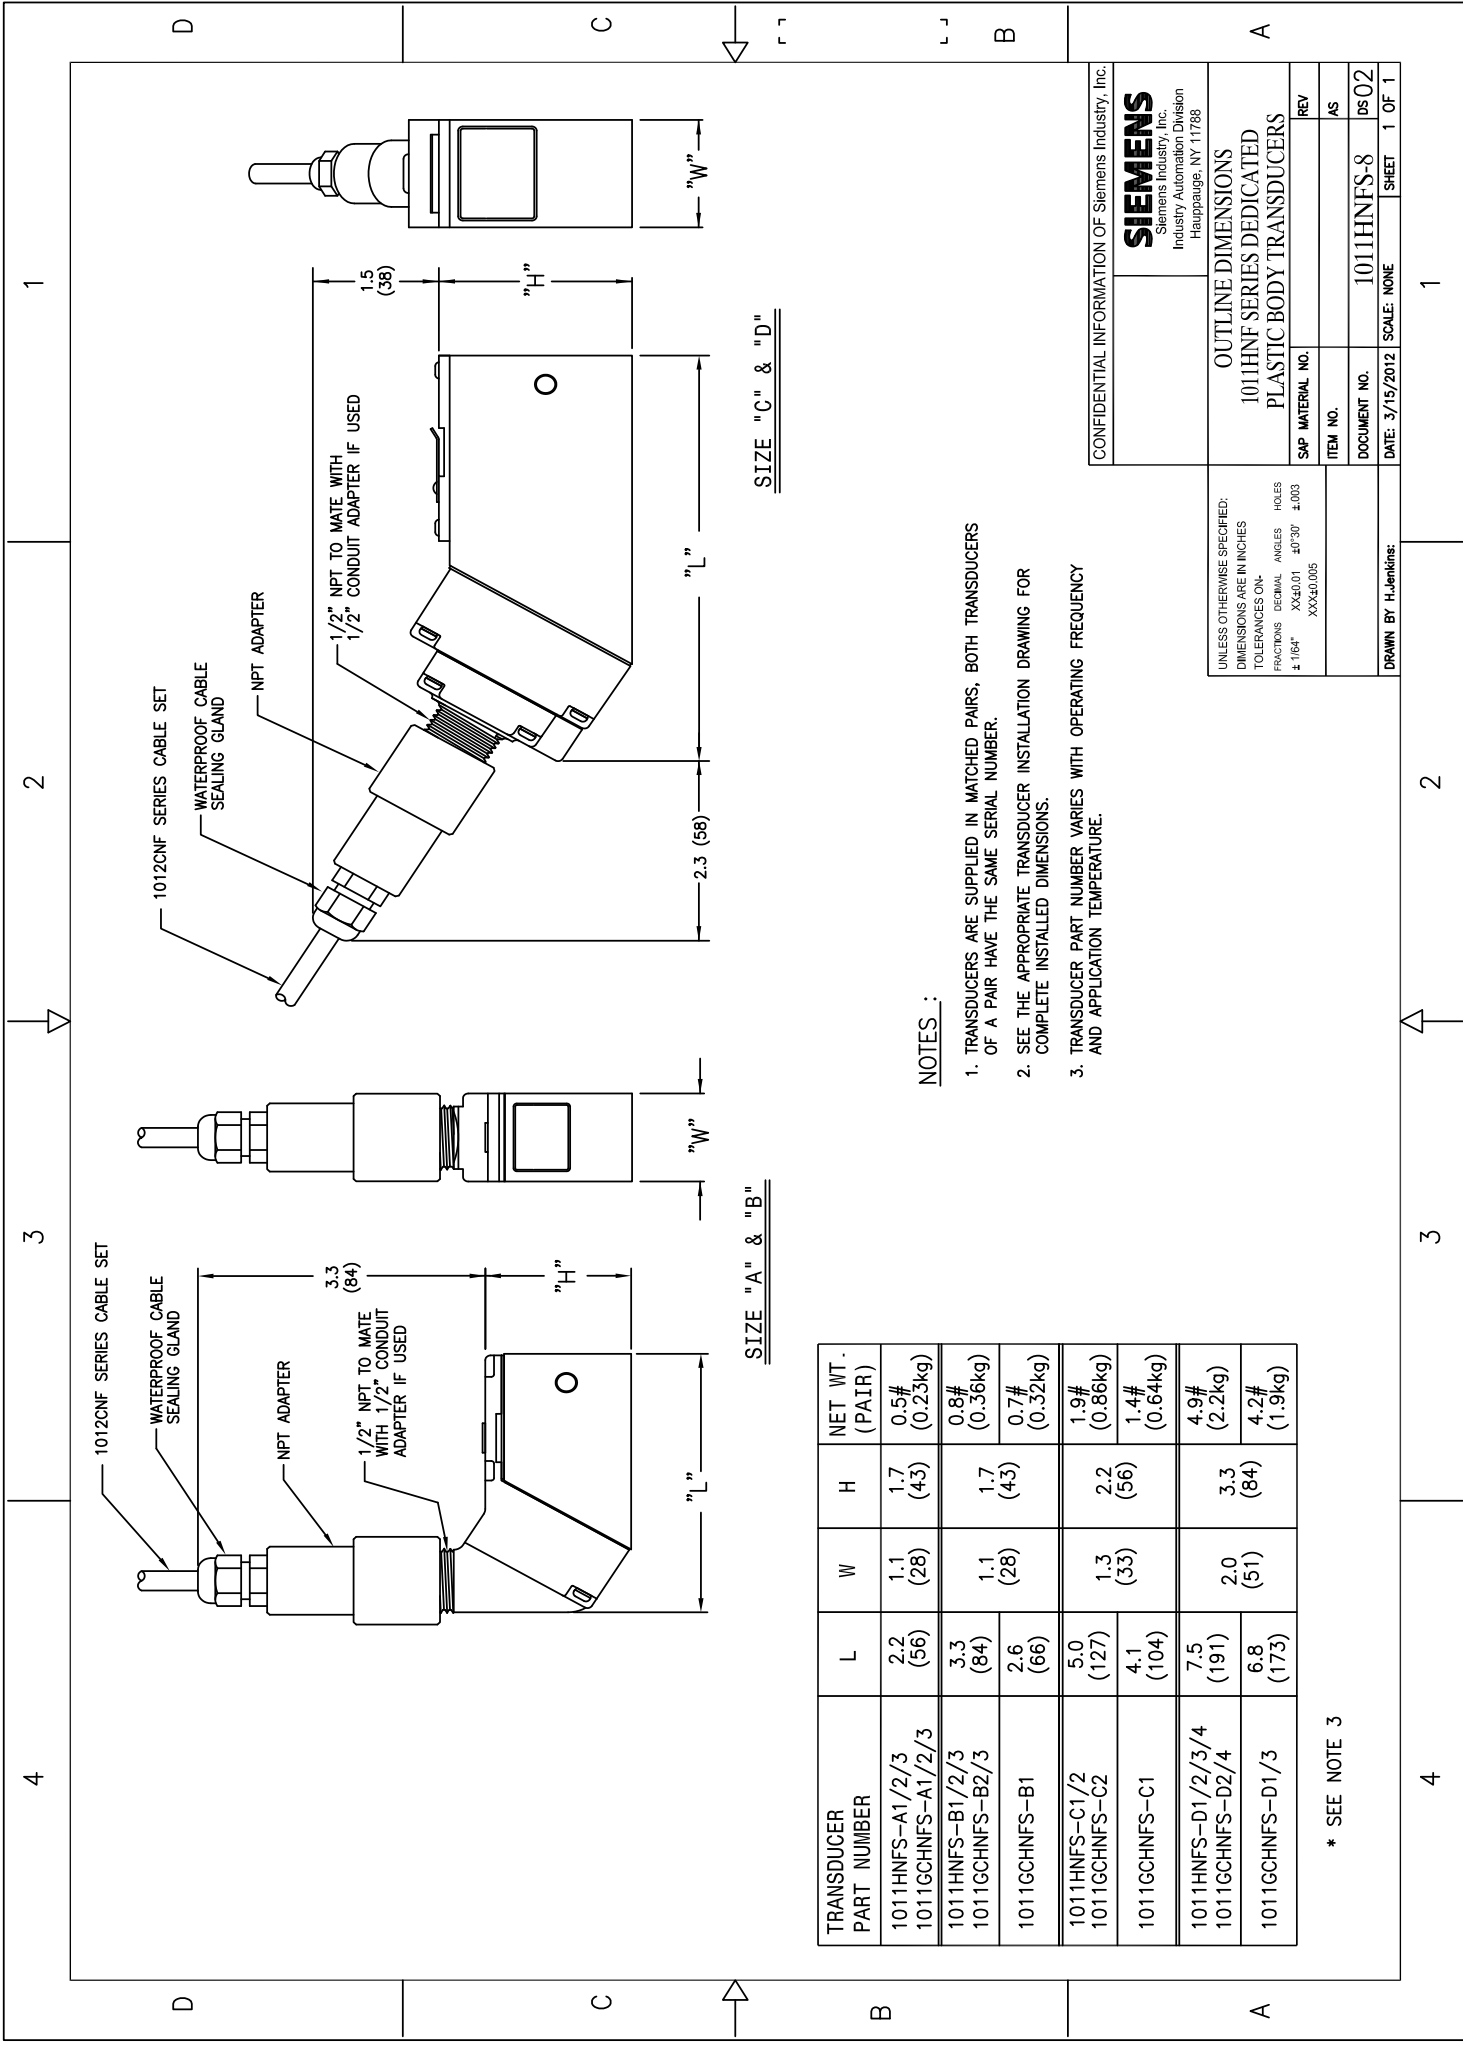 4
3
2
1
D
C
B
A
D
C
B
A
4
3
2
1
1012CNF SERIES CABLE SET
WATERPROOF CABLE
SEALING GLAND
NPT ADAPTER
1/2" NPT TO MATE
WITH 1/2" CONDUIT
ADAPTER IF USED
3.3
(84)
"H"
"L"
"W"
SIZE "A" & "B"
1012CNF SERIES CABLE SET
WATERPROOF CABLE
SEALING GLAND
NPT ADAPTER
1/2" NPT TO MATE WITH
1/2" CONDUIT ADAPTER IF USED
1.5
(38)
"H"
"L"
2.3 (58)
"W"
SIZE "C" & "D"
TRANSDUCER
PART NUMBER
L
W
H
NET WT.
(PAIR)
1011HNFS-A1/2/3
1011GCHNFS-A1/2/3
2.2
(56)
1.1
(28)
1.7
(43)
0.5#
(0.23kg)
1011HNFS-B1/2/3
1011GCHNFS-B2/3
3.3
(84)
1.1
(28)
1.7
(43)
0.8#
(0.36kg)
1011GCHNFS-B1
2.6
(66)
0.7#
(0.32kg)
1011HNFS-C1/2
1011GCHNFS-C2
5.0
(127)
1.3
(33)
2.2
(56)
1.9#
(0.86kg)
1011GCHNFS-C1
4.1
(104)
1.4#
(0.64kg)
1011HNFS-D1/2/3/4
1011GCHNFS-D2/4
7.5
(191)
2.0
(51)
3.3
(84)
4.9#
(2.2kg)
1011GCHNFS-D1/3
6.8
(173)
4.2#
(1.9kg)
* SEE NOTE 3
NOTES :
1. TRANSDUCERS ARE SUPPLIED IN MATCHED PAIRS, BOTH TRANSDUCERS
OF A PAIR HAVE THE SAME SERIAL NUMBER.
2. SEE THE APPROPRIATE TRANSDUCER INSTALLATION DRAWING FOR
COMPLETE INSTALLED DIMENSIONS.
3. TRANSDUCER PART NUMBER VARIES WITH OPERATING FREQUENCY
AND APPLICATION TEMPERATURE.
CONFIDENTIAL INFORMATION OF Siemens Industry, Inc.
SIEMENS
Siemens Industry, Inc.
Industry Automation Division
Hauppauge, NY 11788
UNLESS OTHERWISE SPECIFIED:
DIMENSIONS ARE IN INCHES
TOLERANCES ON-
FRACTIONS DECIMAL ANGLES HOLES
± 1/64" XX±0.01 ±0°30' ±.003
XXX±0.005
OUTLINE DIMENSIONS
1011HNF SERIES DEDICATED
PLASTIC BODY TRANSDUCERS
SAP MATERIAL NO.
REV
ITEM NO.
AS
DOCUMENT NO.
1011HNFS-8
DS 02
DRAWN BY H.Jenkins:
DATE: 3/15/2012
SCALE: NONE
SHEET 1 OF 1